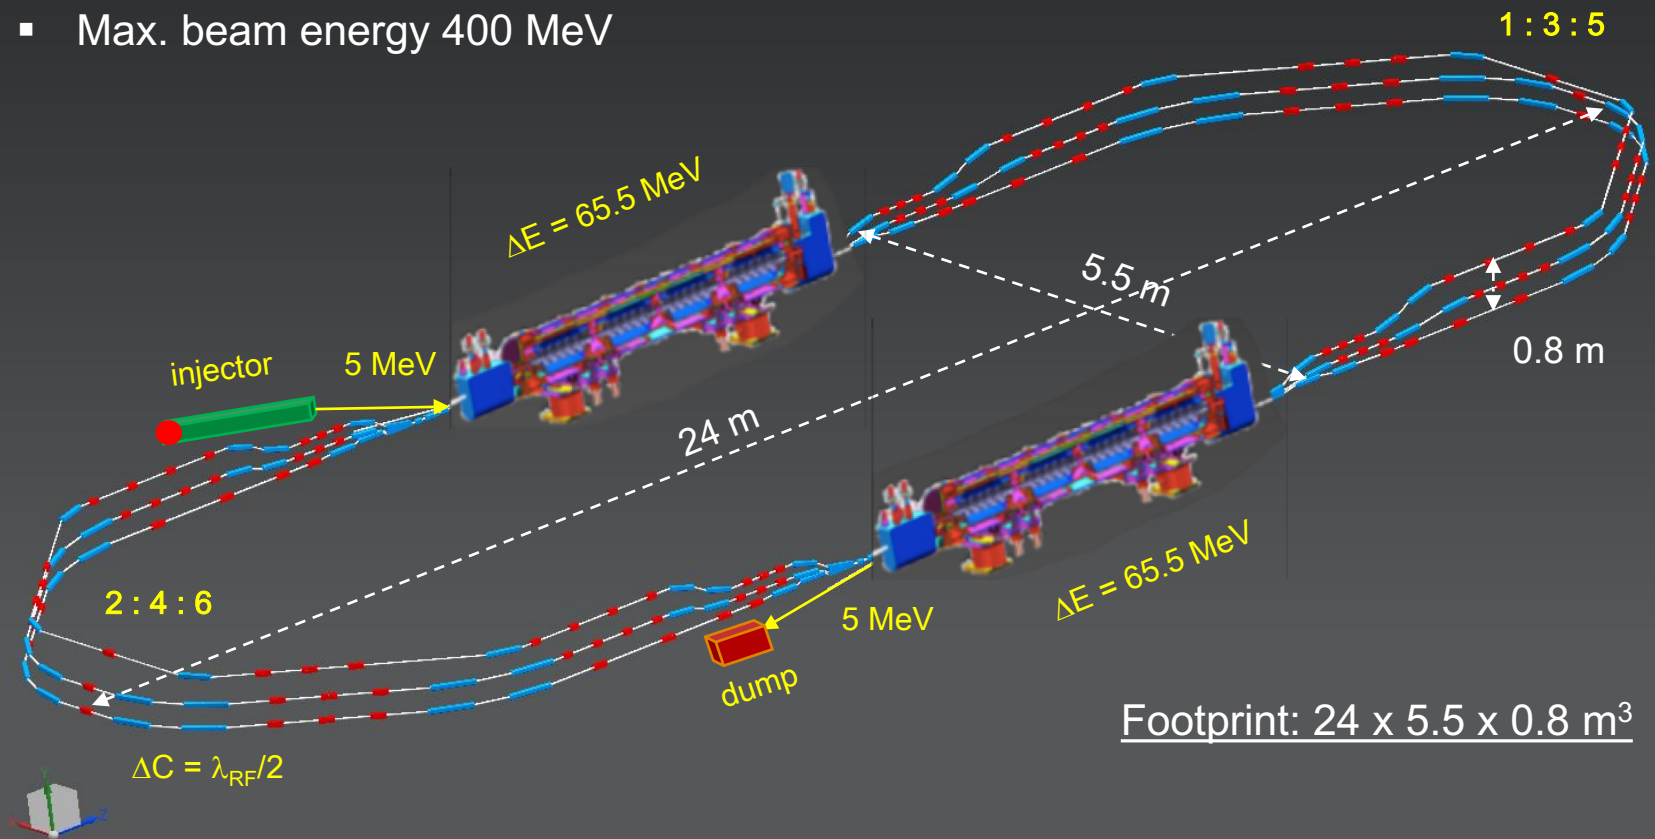 ▪ Max. beam energy 400 MeV
1 : 3 : 5
ΔE = 65.5 MeV
5.5 m
injector
5 MeV
0.8 m
24 m
2 : 4 : 6
ΔE = 65.5 MeV
5 MeV
dump
Footprint: 24 x 5.5 x 0.8 m³
ΔC = λRF/2
Y
Z